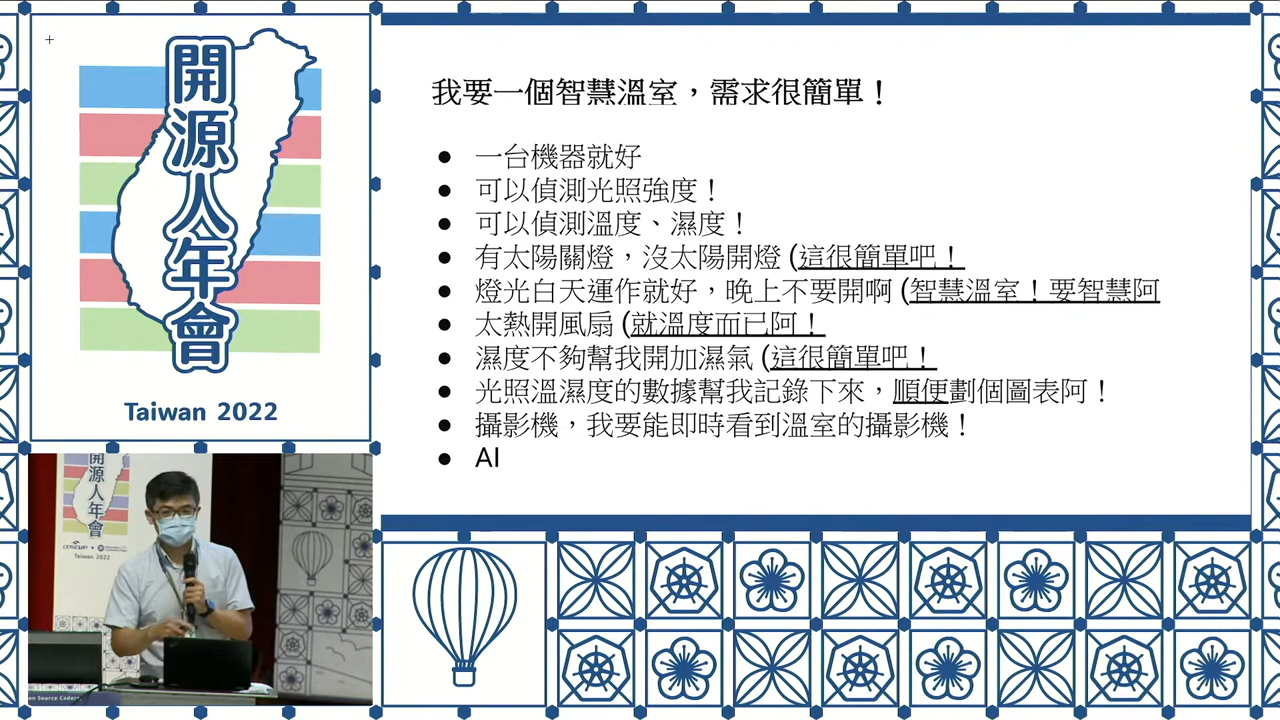 開源人年會
Taiwan 2022
我要一個智慧溫室，需求很簡單！
● 一台機器就好
● 可以偵測光照強度！
● 可以偵測溫度、濕度！
● 有太陽關燈，沒太陽開燈 (這很簡單吧！
● 燈光白天運作就好，晚上不要開啊 (智慧溫室！要智慧阿
● 太熱開風扇 (就溫度而已阿！
● 濕度不夠幫我開加濕氣 (這很簡單吧！
● 光照溫濕度的數據幫我記錄下來，順便劃個圖表阿！
● 攝影機，我要能即時看到溫室的攝影機！
● AI
開源人年會
Taiwan 2022